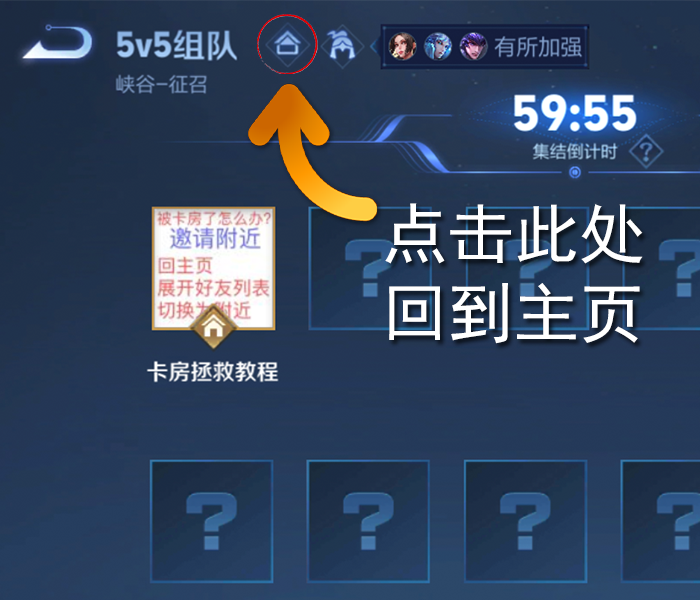 5v5组队
有所加强
峡谷-征召
59:55
集结倒计时
?
被卡房了怎么办?
邀请附近
回主页
展开好友列表
切换为附近
点击此处
回到主页
卡房拯救教程